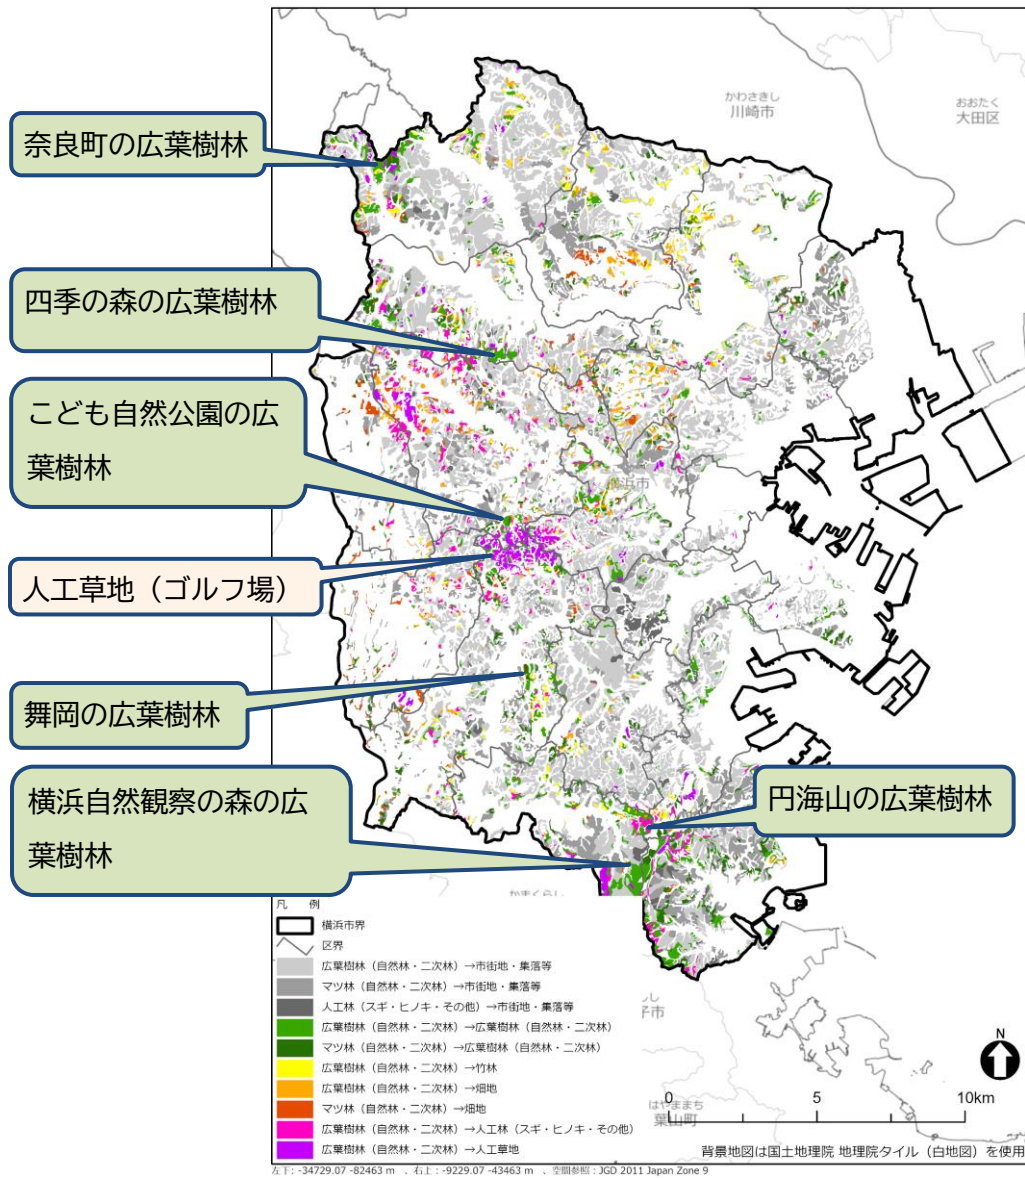 かわさきし
川崎市
おおたく
大田区
奈良町の広葉樹林
四季の森の広葉樹林
こども自然公園の広
葉樹林
横浜市
人工草地（ゴルフ場）
舞岡の広葉樹林
横浜自然観察の森の広
葉樹林
円海山の広葉樹林
かまくらし
凡 例
横浜市界
区界
広葉樹林（自然林・二次林）→市街地・集落等
マツ林（自然林・二次林）→市街地・集落等
人工林（スギ・ヒノキ・その他）→市街地・集落等
広葉樹林（自然林・二次林）→広葉樹林（自然林・二次林）
マツ林（自然林・二次林）→広葉樹林（自然林・二次林）
広葉樹林（自然林・二次林）→竹林
広葉樹林（自然林・二次林）→畑地
マツ林（自然林・二次林）→畑地
広葉樹林（自然林・二次林）→人工林（スギ・ヒノキ・その他）
広葉樹林（自然林・二次林）→人工草地
子市
はやままち
葉山町
N
0 5 10km
背景地図は国土地理院 地理院タイル（白地図）を使用
左下: -34729.07 -82463 m 、右上: -9229.07 -43463 m 、空間参照: JGD 2011 Japan Zone 9